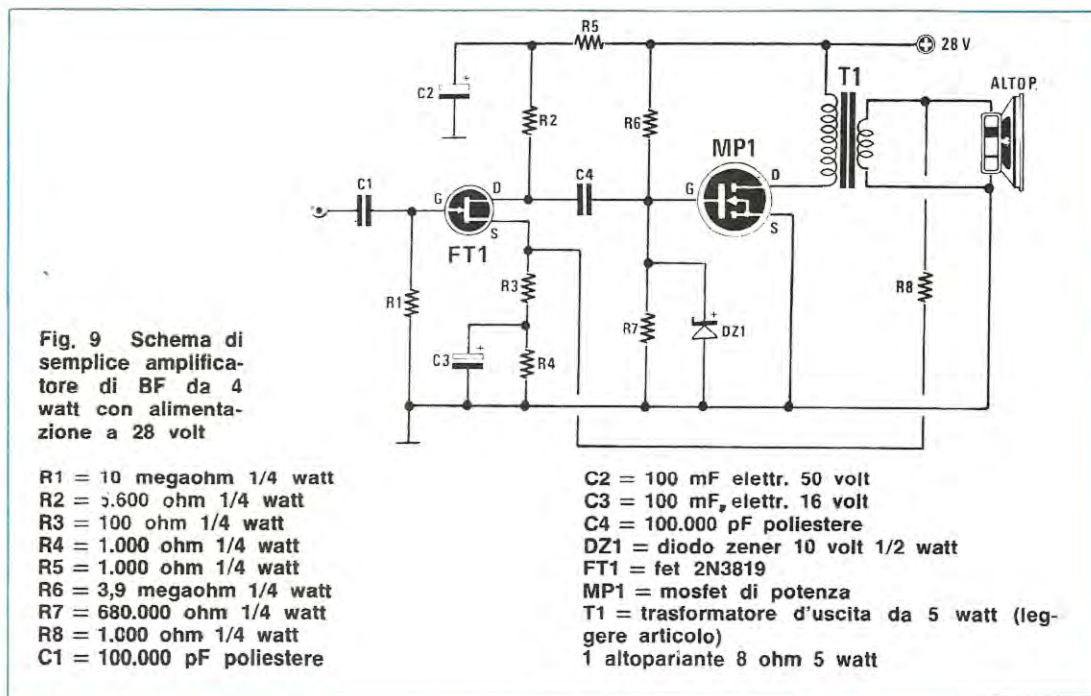 R5
28 V
T1
ALTOP.
C2
+
R2
R6
MP1
D
C1
C4
G
D
G
S
S
FT1
R3
R8
R1
R7
+
DZ1
+
C3
R4
Fig. 9 Schema di
semplice amplifica-
tore di BF da 4
watt con alimenta-
zione a 28 volt
R1 = 10 megaohm 1/4 watt
R2 = 5.600 ohm 1/4 watt
R3 = 100 ohm 1/4 watt
R4 = 1.000 ohm 1/4 watt
R5 = 1.000 ohm 1/4 watt
R6 = 3,9 megaohm 1/4 watt
R7 = 680.000 ohm 1/4 watt
R8 = 1.000 ohm 1/4 watt
C1 = 100.000 pF poliestere
C2 = 100 mF elettr. 50 volt
C3 = 100 mF, elettr. 16 volt
C4 = 100.000 pF poliestere
DZ1 = diodo zener 10 volt 1/2 watt
FT1 = fet 2N3819
MP1 = mosfet di potenza
T1 = trasformatore d'uscita da 5 watt (leg-
gere articolo)
1 altoparlante 8 ohm 5 watt